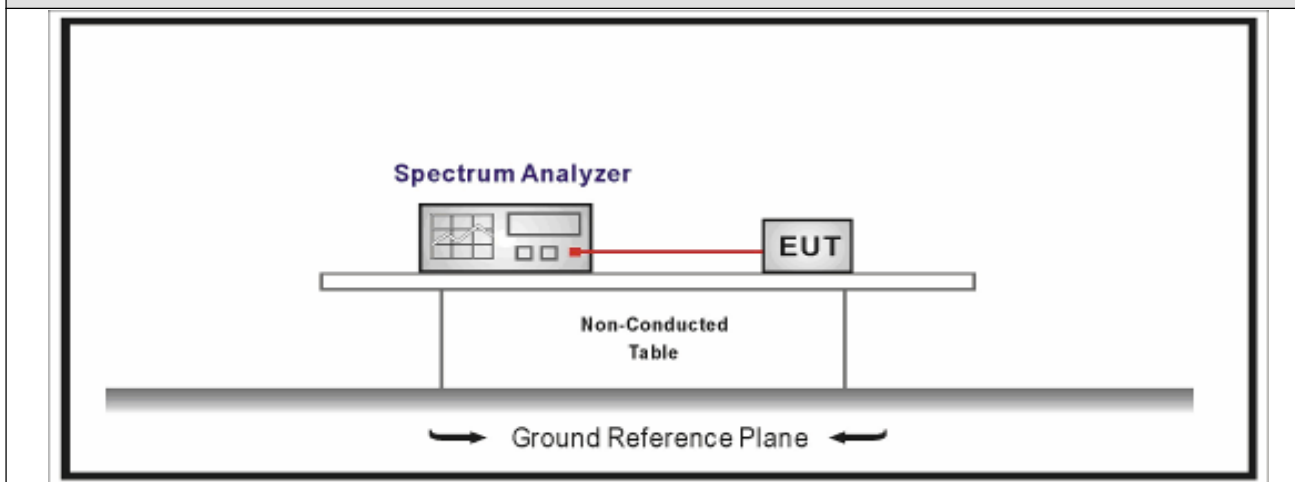 Spectrum Analyzer
EUT
Non-Conducted
Table
Ground Reference Plane